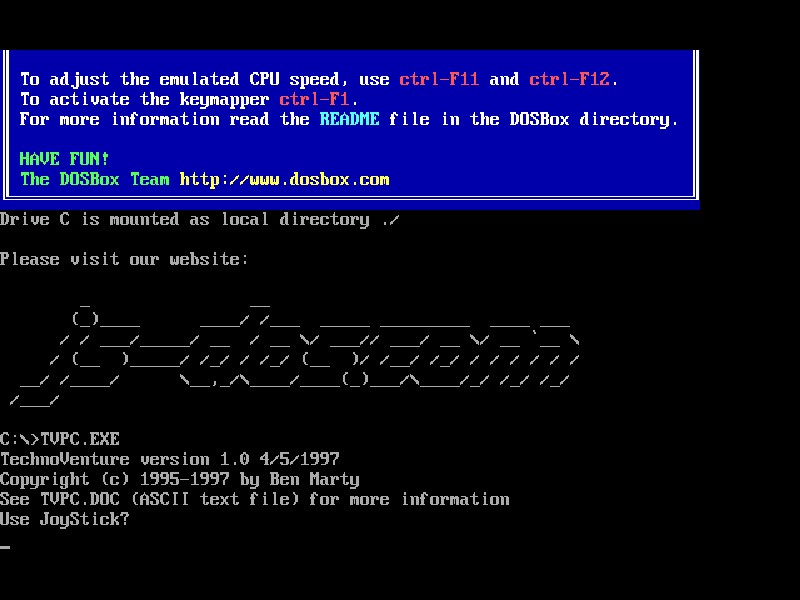 To adjust the emulated CPU speed, use ctrl-F11 and ctrl-F12.
To activate the keymapper ctrl-F1.
For more information read the README file in the DOSBox directory.
HAVE FUN!
The DOSBox Team http://www.dosbox.com
Drive C is mounted as local directory ./
Please visit our website:
js-dos.com
C:\>TVPC.EXE
TechnoVenture version 1.0 4/5/1997
Copyright (c) 1995-1997 by Ben Marty
See TVPC.DOC (ASCII text file) for more information
Use JoyStick?
_